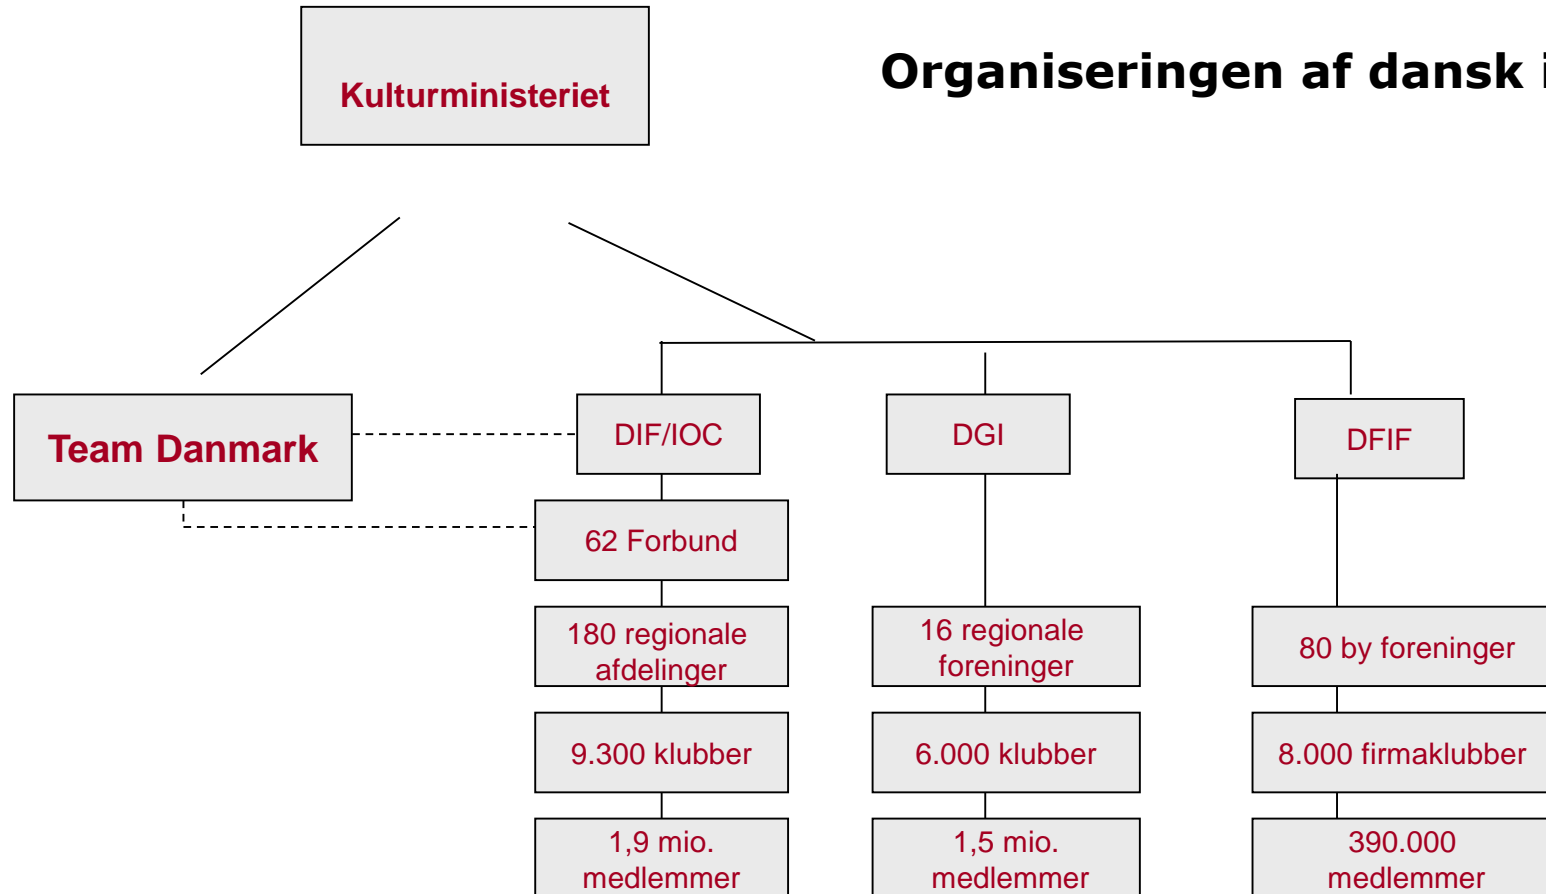 Organiseringen af dansk
Kulturministeriet
Team Danmark
DIF/IOC
DGI
DFIF
62 Forbund
180 regionale
afdelinger
16 regionale
foreninger
80 by foreninger
9.300 klubber
6.000 klubber
8.000 firmaklubber
1,9 mio.
medlemmer
1,5 mio.
medlemmer
390.000
medlemmer